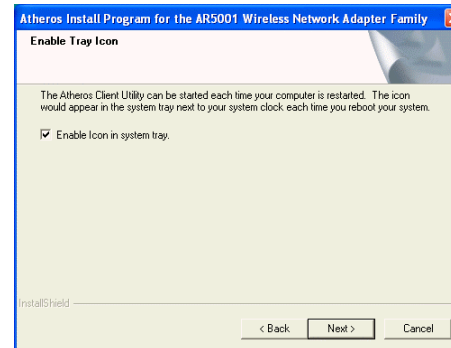 Atheros Install Program for the AR5001 Wireless Network Adapter Family
Enable Tray Icon
The Atheros Client Utility can be started each time your computer is restarted. The icon
would appear in the system tray next to your system clock each time you reboot your system.
Enable Icon in system tray.
InstallShield
< Back Next > Cancel